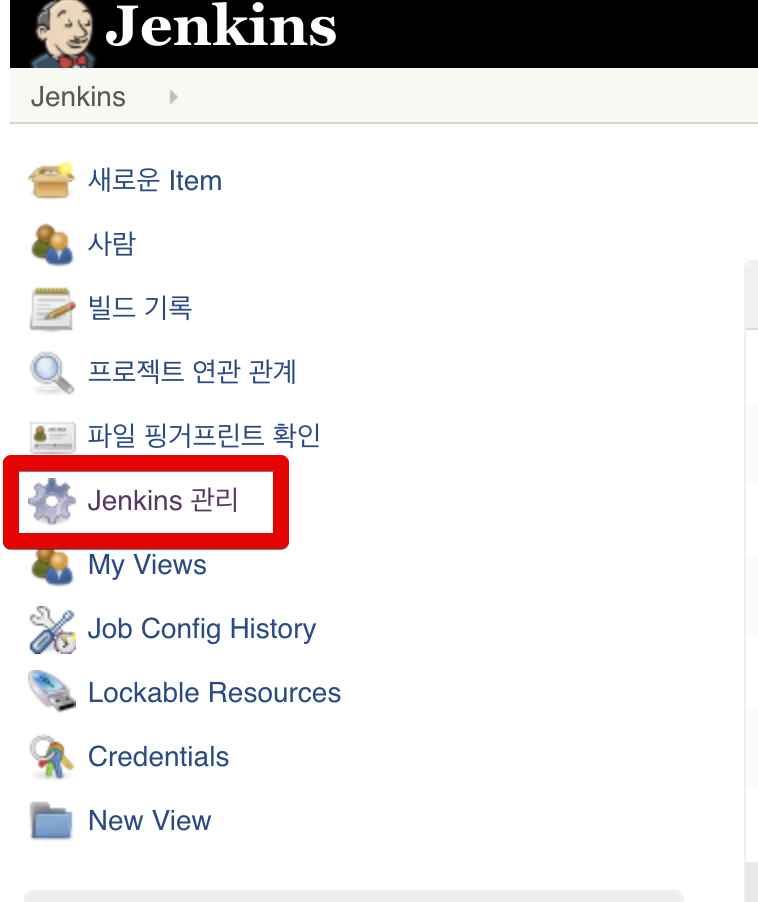 Jenkins
Jenkins
새로운 Item
사람
빌드 기록
프로젝트 연관 관계
파일 핑거프린트 확인
Jenkins 관리
My Views
Job Config History
Lockable Resources
Credentials
New View